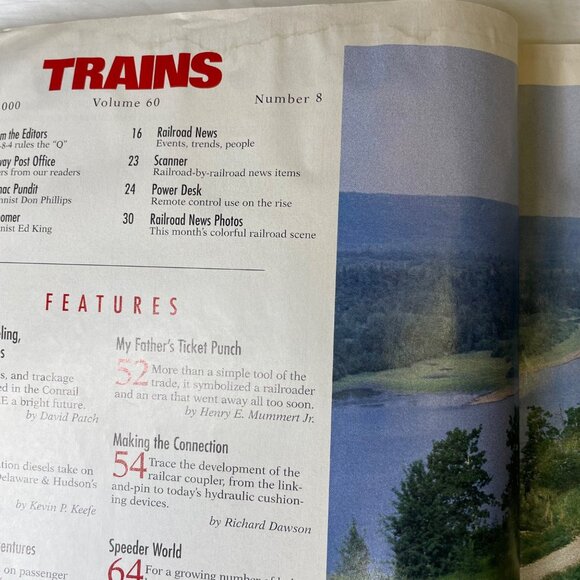 TRAINS
000 Volume 60 Number 8
m the Editors
-8-4 rules the "Q"
way Post Office
ers from our readers
ac Pundit
nnist Don Phillips
omer
nist Ed King
16 Railroad News
Events, trends, people
23 Scanner
Railroad-by-railroad news items
24 Power Desk
Remote control use on the rise
30 Railroad News Photos
This month's colorful railroad scene
FEATURES
ling,
s
s, and trackage
ed in the Conrail
E a bright future.
by David Patch
ation diesels take on
Delaware & Hudson's
by Kevin P. Keefe
entures
s on passenger
My Father's Ticket Punch
52 More than a simple tool of the
trade, it symbolized a railroader
and an era that went away all too soon.
by Henry E. Mummert Jr.
Making the Connection
54 Trace the development of the
railcar coupler, from the link-
and-pin to today's hydraulic cushion-
ing devices.
by Richard Dawson
Speeder World
64 For a growing number of